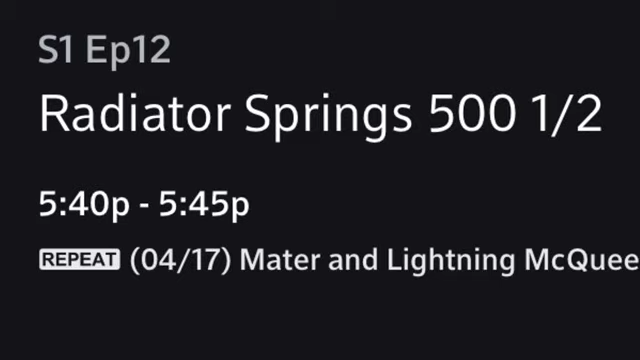 S1 Ep12
Radiator Springs 500 1/2
5:40p - 5:45p
REPEAT (04/17) Mater and Lightning McQuee